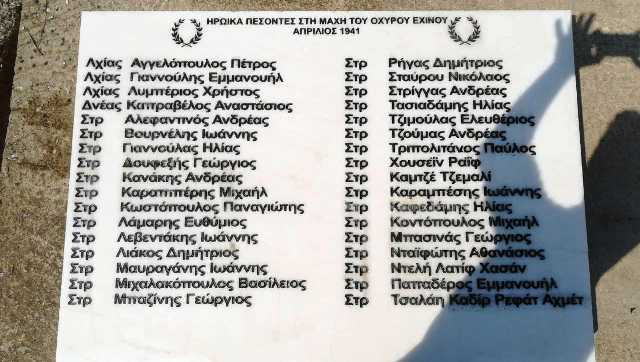 ΗΡΩΙΚΑ ΠΕΣΟΝΤΕΣ ΣΤΗ ΜΑΧΗ ΤΟΥ ΟΧΥΡΟΥ ΕΧΙΝΟΥ
ΑΠΡΙΛΙΟΣ 1941
Λχίας Αγγελόπουλος Πέτρος
Λχίας Γιαννούλης Εμμανουήλ
Λχίας Λυμπέριος Χρήστος
Δνέας Καπραβέλος Αναστάσιος
Στρ Αλεφαντινός Ανδρέας
Στρ Βουρνέλης Ιωάννης
Στρ Γιαννούλας Ηλίας
Στρ Δουφεξής Γεώργιος
Στρ Κανάκης Ανδρέας
Στρ Καραπιπέρης Μιχαήλ
Στρ Κωστόπουλος Παναγιώτης
Στρ Λάμαρης Ευθύμιος
Στρ Λεβεντάκης Ιωάννης
Στρ Λιάκος Δημήτριος
Στρ Μαυραγάνης Ιωάννης
Στρ Μιχαλακόπουλος Βασίλειος
Στρ Μπαζίνης Γεώργιος
Στρ Ρήγας Δημήτριος
Στρ Σταύρου Νικόλαος
Στρ Στρίγγας Ανδρέας
Στρ Τασιαδάμης Ηλίας
Στρ Τζιμούλας Ελευθέριος
Στρ Τζούμας Ανδρέας
Στρ Τριπολιτάνος Παύλος
Στρ Χουσεΐν Ραΐφ
Στρ Καμτζέ Τζεμαλί
Στρ Καραμπέσης Ιωάννης
Στρ Καφεδάμης Ηλίας
Στρ Κοντόπουλος Μιχαήλ
Στρ Μπασινάς Γεώργιος
Στρ Νταϊφώτης Αθανάσιος
Στρ Ντελή Λατίφ Χασάν
Στρ Παπαδέρος Εμμανουήλ
Στρ Τσαλάη Καδίρ Ρεφάτ Αχμέτ